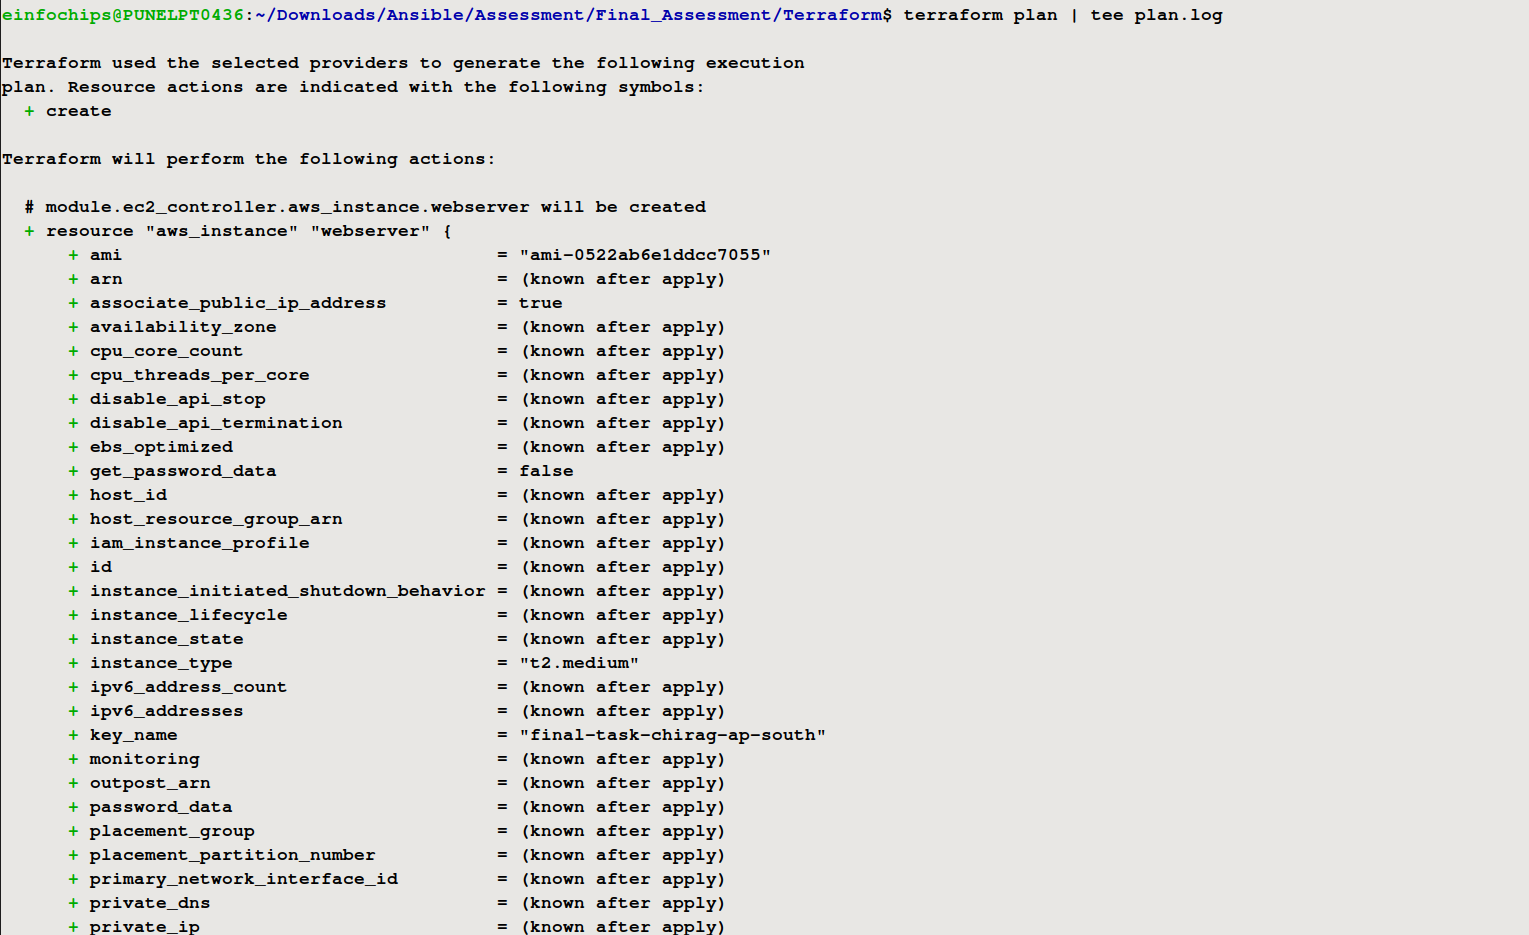 einfochips@PUNELPT0436:~/Downloads/Ansible/Assessment/Final_Assessment/Terraform$ terraform plan | tee plan.log
Terraform used the selected providers to generate the following execution
plan. Resource actions are indicated with the following symbols:
+ create
Terraform will perform the following actions:
# module.ec2_controller.aws_instance.webserver will be created
+ resource "aws_instance" "webserver" {
+ ami = "ami-0522ab6e1ddcc7055"
+ arn = (known after apply)
+ associate_public_ip_address = true
+ availability_zone = (known after apply)
+ cpu_core_count = (known after apply)
+ cpu_threads_per_core = (known after apply)
+ disable_api_stop = (known after apply)
+ disable_api_termination = (known after apply)
+ ebs_optimized = (known after apply)
+ get_password_data = false
+ host_id = (known after apply)
+ host_resource_group_arn = (known after apply)
+ iam_instance_profile = (known after apply)
+ id = (known after apply)
+ instance_initiated_shutdown_behavior = (known after apply)
+ instance_lifecycle = (known after apply)
+ instance_state = (known after apply)
+ instance_type = "t2.medium"
+ ipv6_address_count = (known after apply)
+ ipv6_addresses = (known after apply)
+ key_name = "final-task-chirag-ap-south"
+ monitoring = (known after apply)
+ outpost_arn = (known after apply)
+ password_data = (known after apply)
+ placement_group = (known after apply)
+ placement_partition_number = (known after apply)
+ primary_network_interface_id = (known after apply)
+ private_dns = (known after apply)
+ private_ip = (known after apply)